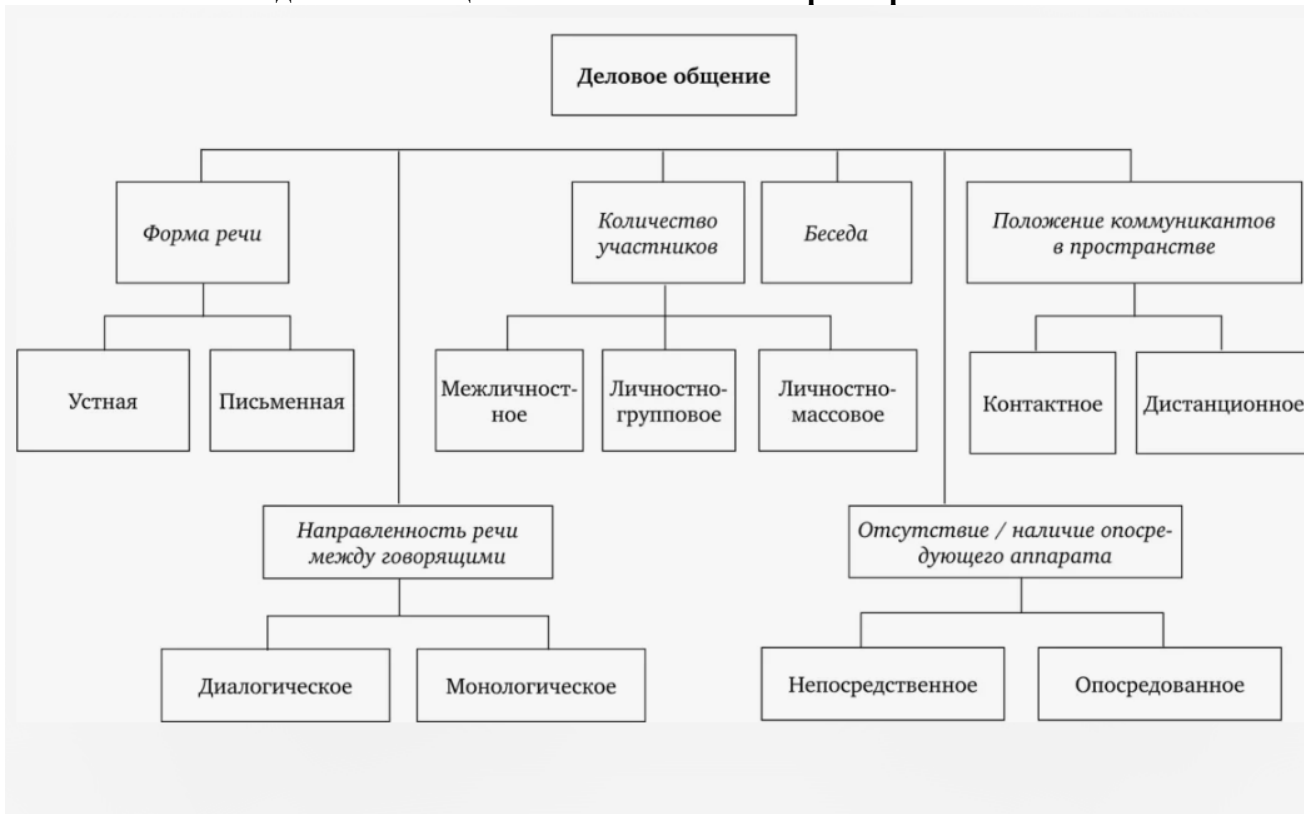 Деловое общение
Форма речи
Количество
участников
Беседа
Положение коммуникантов
в пространстве
Устная
Письменная
Межличност-
ное
Личностно-
групповое
Личностно-
массовое
Контактное
Дистанционное
Направленность речи
между говорящими
Отсутствие / наличие опосре-
дующего аппарата
Диалогическое
Монологическое
Непосредственное
Опосредованное